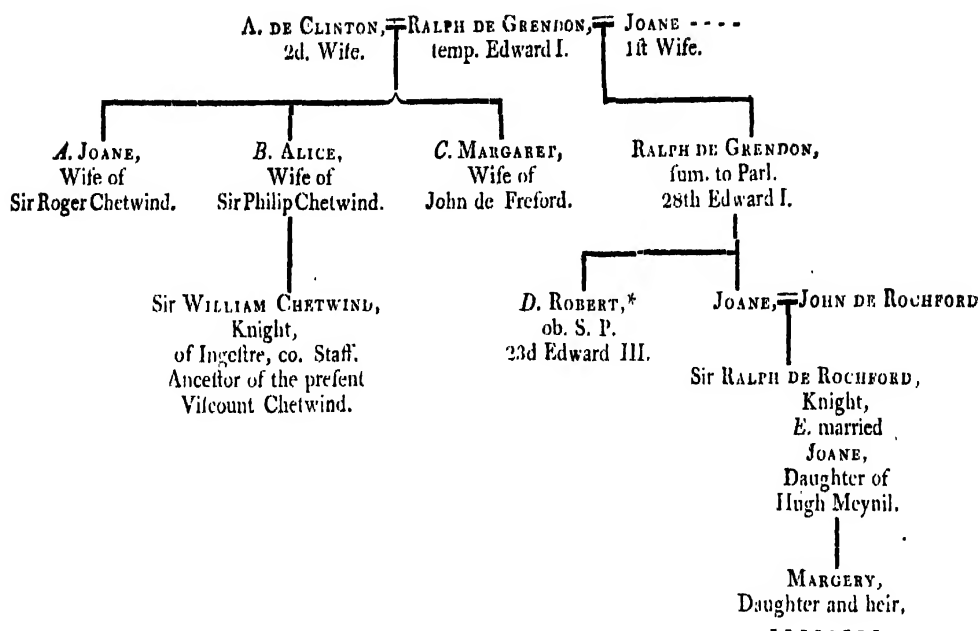 A. DE CLINTON, RALPH DE GRENDON, JOANE - - - -
2d. Wife. temp. Edward I. 1ſt Wife.
A. JOANE,
Wife of
Sir Roger Chetwind.
B. ALICE,
Wife of
Sir Philip Chetwind.
C. MARGARET,
Wife of
John de Freford.
RALPH DE GRENDON,
ſum. to Parl.
28th Edward I.
Sir WILLIAM CHETWIND,
Knight,
of Ingeſtre, co. Staff.
Anceſtor of the preſent
Viſcount Chetwind.
D. ROBERT,*
ob. S. P.
23d Edward III.
JOANE, JOHN DE ROCHFORD
Sir RALPH DE ROCHFORD,
Knight,
E. married
JOANE,
Daughter of
Hugh Meynil.
MARGERY,
Daughter and heir,